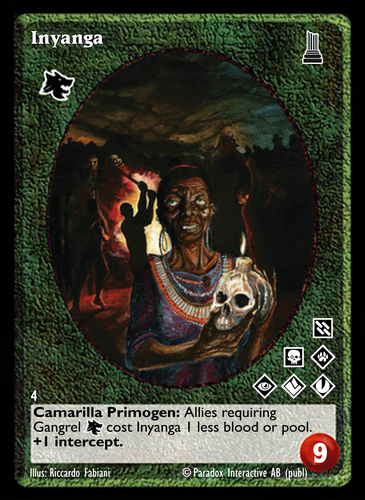 Inyanga
4
Camarilla Primogen: Allies requiring
Gangrel cost Inyanga 1 less blood or pool.
+1 intercept.
9
Illus: Riccardo Fabiani © Paradox Interactive AB (publ)